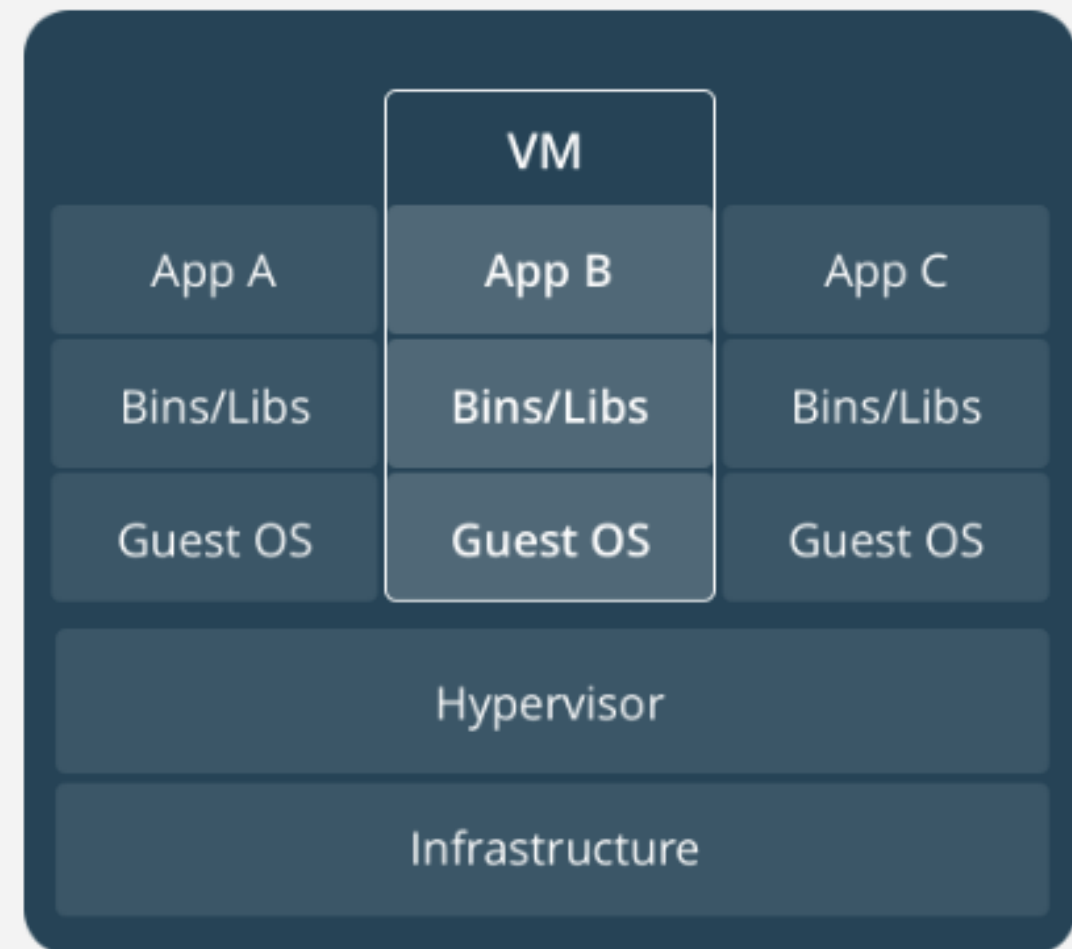 VM
App A
App B
App C
Bins/Libs
Bins/Libs
Bins/Libs
Guest OS
Guest OS
Guest OS
Hypervisor
Infrastructure